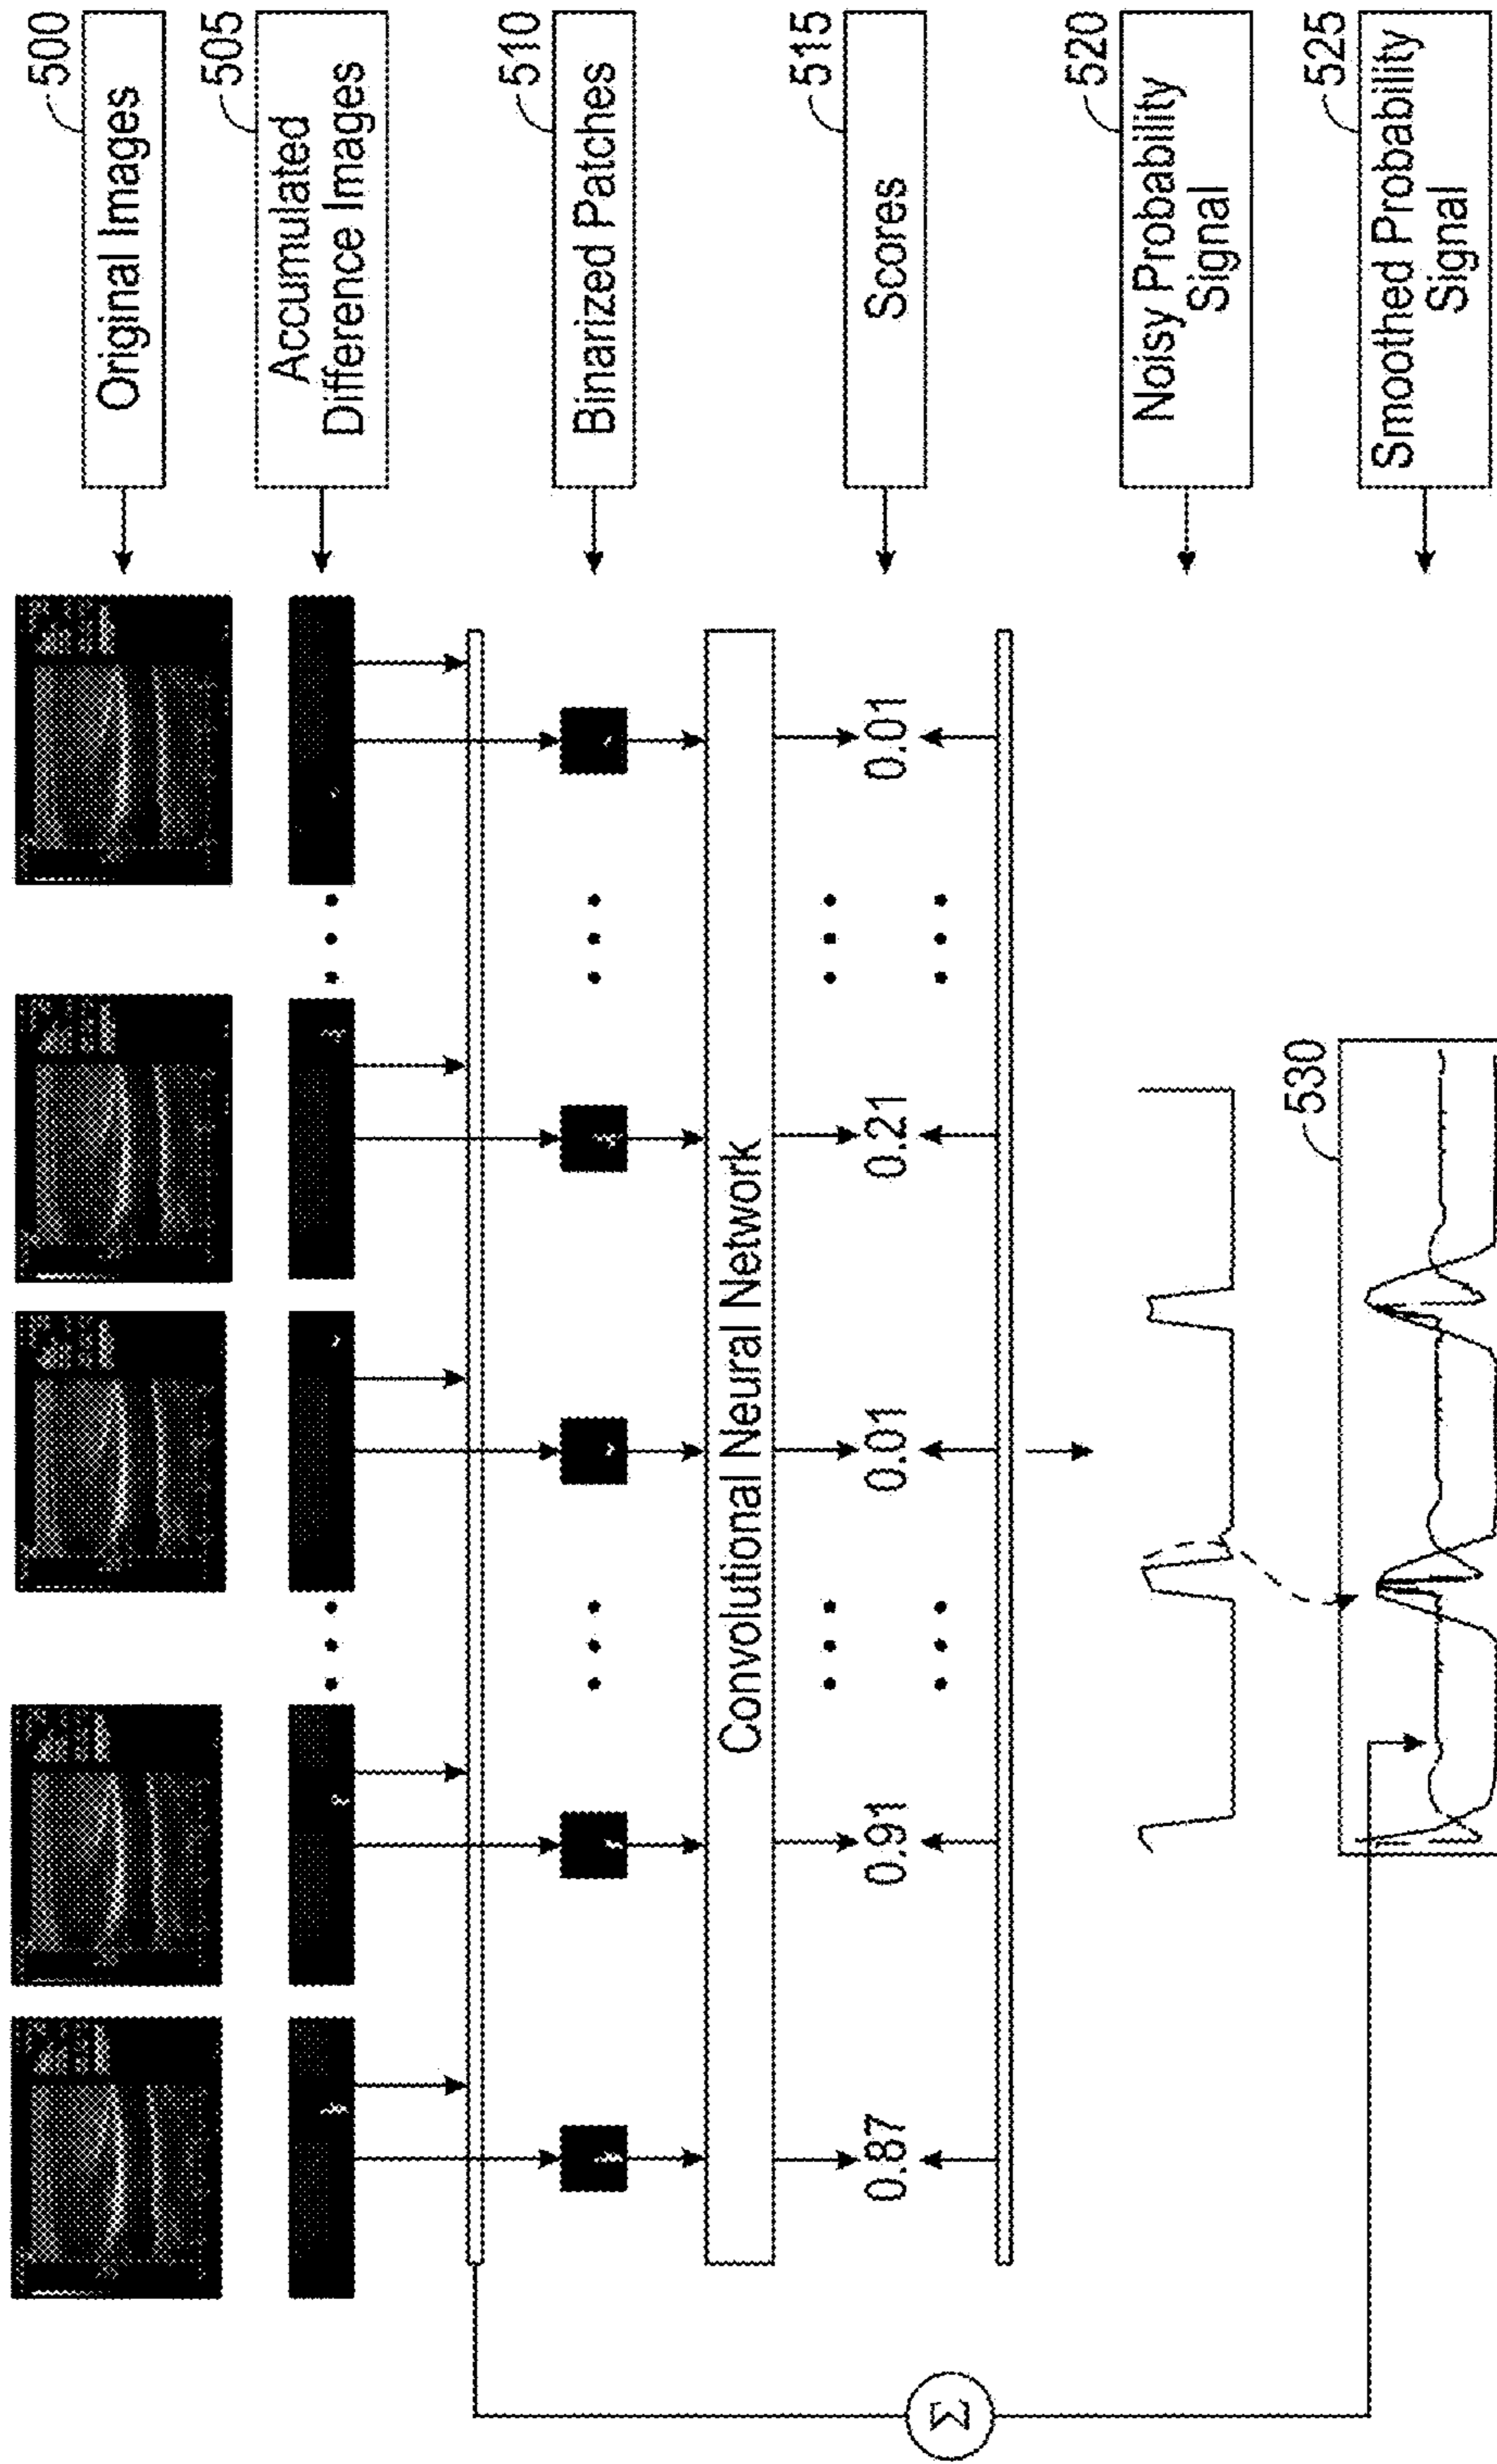 500
Original Images
505
Accumulated
Difference Images
510
Binarized Patches
Convolutional Neural Network
515
Scores
0.87
0.91
0.01
0.21
0.01
520
Noisy Probability
Signal
525
Smoothed Probability
Signal
530
Σ